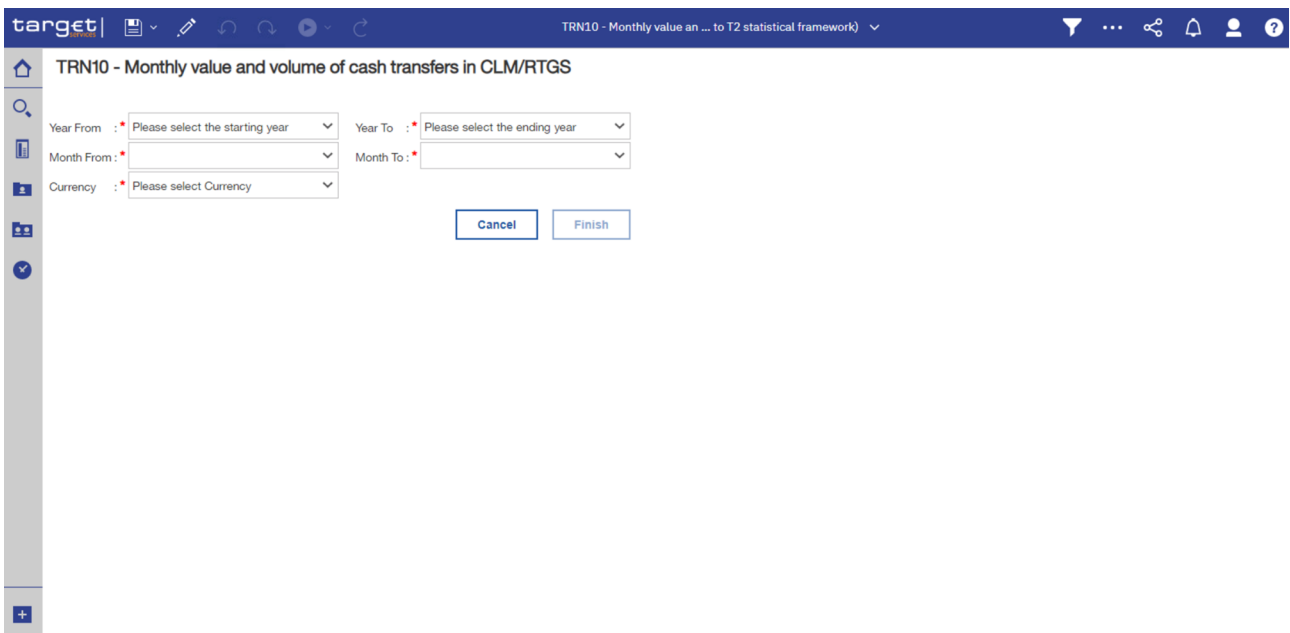 target|
services
TRN10 - Monthly value an ... to T2 statistical framework)
?
TRN10 - Monthly value and volume of cash transfers in CLM/RTGS
Year From :* Please select the starting year Year To :* Please select the ending year
Month From :* Month To :*
Currency :* Please select Currency
Cancel Finish